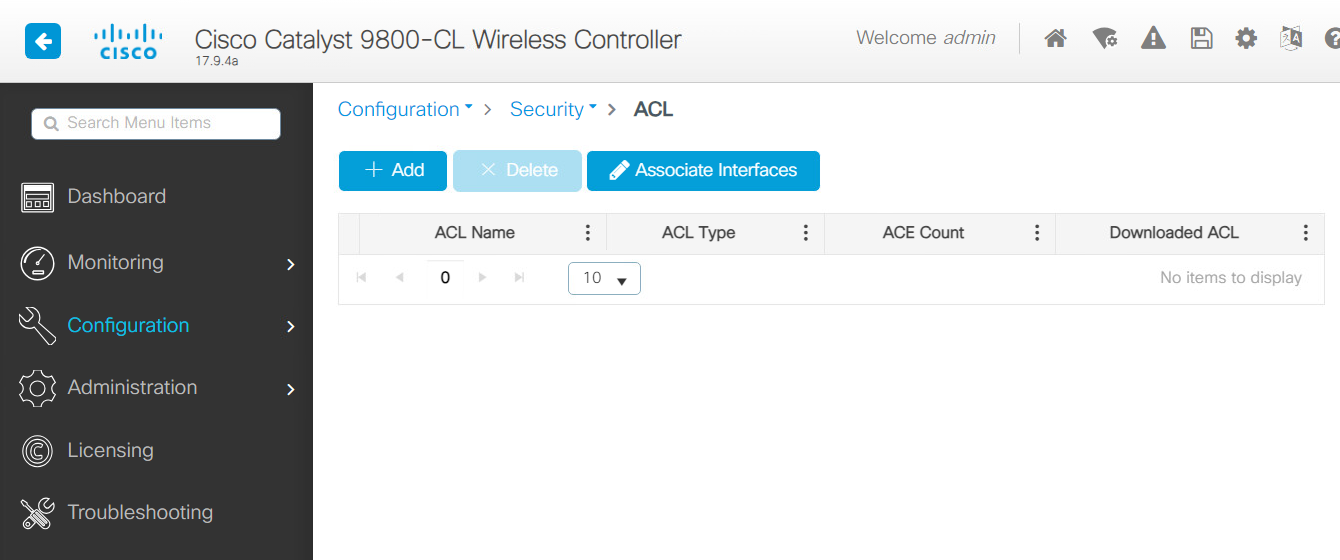 CISCO
Cisco Catalyst 9800-CL Wireless Controller
17.9.4a
Welcome admin
Search Menu Items
Dashboard
Monitoring
Configuration
Administration
Licensing
Troubleshooting
Configuration > Security > ACL
+ Add
× Delete
Associate Interfaces
ACL Name ACL Type ACE Count Downloaded ACL
0 10 No items to display